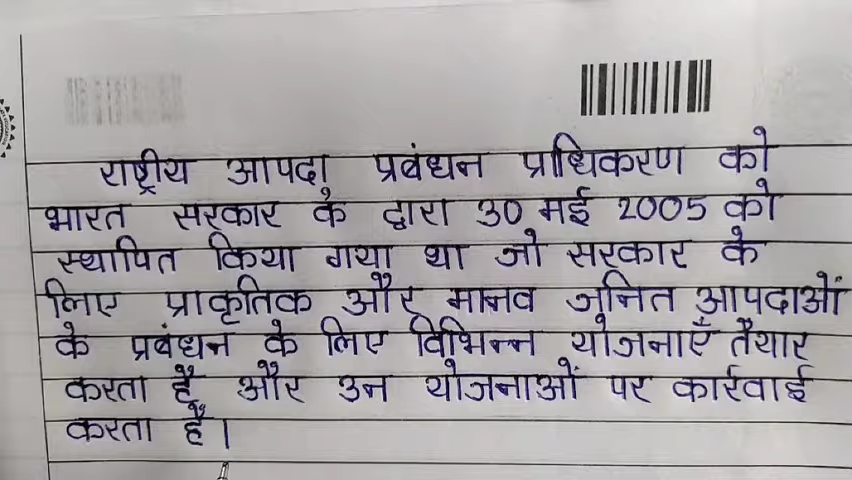 राष्ट्रीय आपदा प्रबंधन प्राधिकरण को
भारत सरकार के द्वारा 30 मई 2005 को
स्थापित किया गया था जो सरकार के
लिए प्राकृतिक और मानव जनित आपदाओं
के प्रबंधन के लिए विभिन्न योजनाएँ तैयार
करता है और उन योजनाओं पर कार्रवाई
करता है।